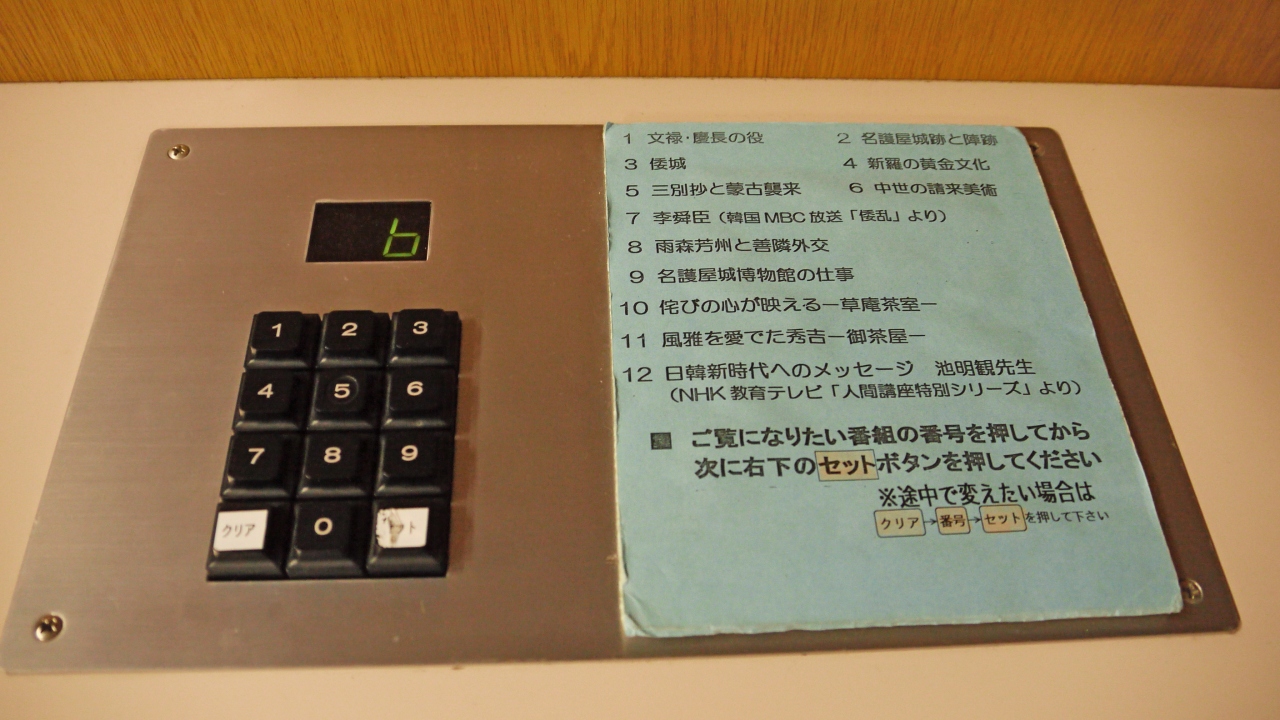 6
1 2 3
4 5 6
7 8 9
クリア 0 ト
1 文禄・慶長の役 2 名護屋城跡と陣跡
3 倭城 4 新羅の黄金文化
5 三別抄と蒙古襲来 6 中世の請来美術
7 李舜臣（韓国MBC放送「倭乱」より）
8 雨森芳州と善隣外交
9 名護屋城博物館の仕事
10 侘びの心が映える－草庵茶室－
11 風雅を愛でた秀吉－御茶屋－
12 日韓新時代へのメッセージ 池明観先生
（NHK教育テレビ「人間講座特別シリーズ」より）
■ ご覧になりたい番組の番号を押してから
次に右下のセットボタンを押してください
※途中で変えたい場合は
クリア→番号→セットを押して下さい